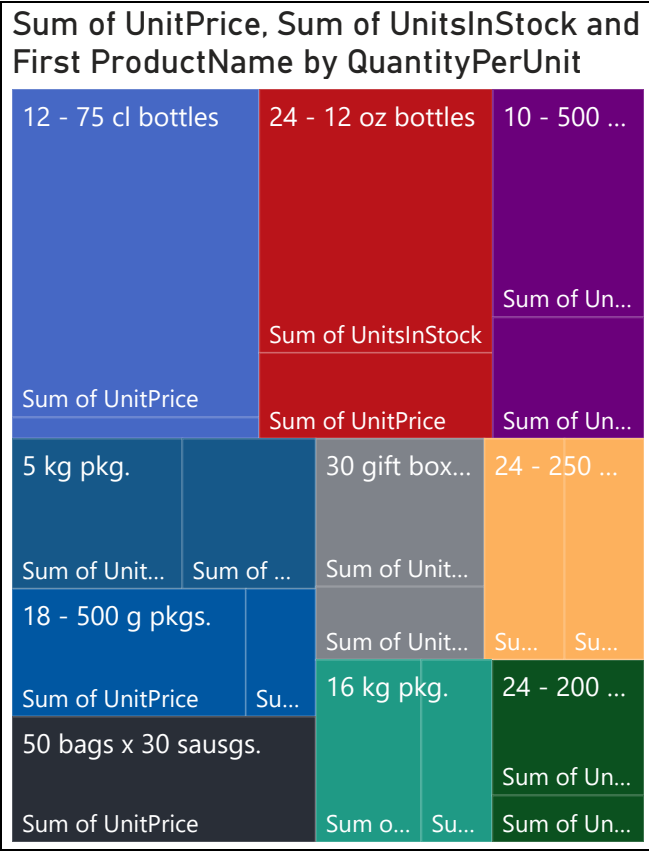 Sum of UnitPrice, Sum of UnitsInStock and
First ProductName by QuantityPerUnit
12 - 75 cl bottles
Sum of UnitPrice
24 - 12 oz bottles
Sum of UnitsInStock
Sum of UnitPrice
10 - 500 ...
Sum of Un...
Sum of Un...
5 kg pkg.
Sum of Unit...
Sum of ...
18 - 500 g pkgs.
Sum of UnitPrice
Su...
50 bags x 30 sausgs.
Sum of UnitPrice
30 gift box...
Sum of Unit...
Sum of Unit...
24 - 250 ...
Su...
Su...
16 kg pkg.
Sum o...
Su...
24 - 200 ...
Sum of Un...
Sum of Un...